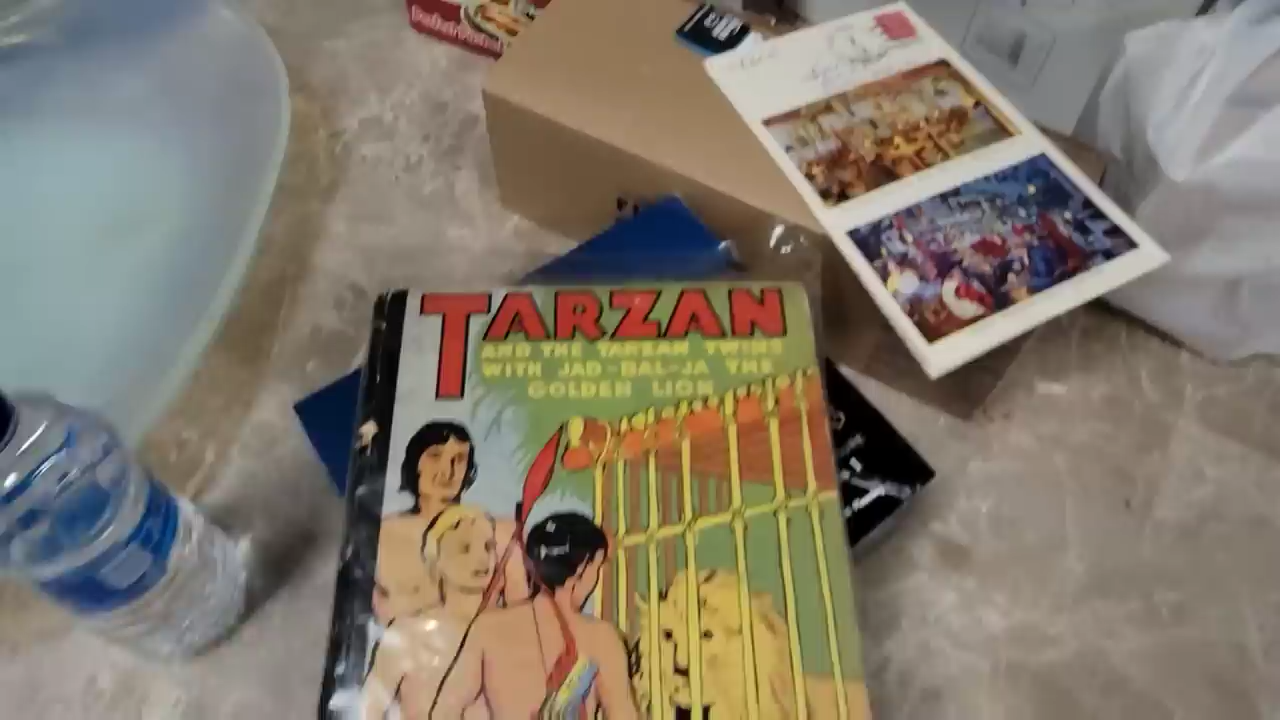 TARZAN
AND THE TARZAN TWINS
WITH JAD-BAL-JA THE
GOLDEN LION